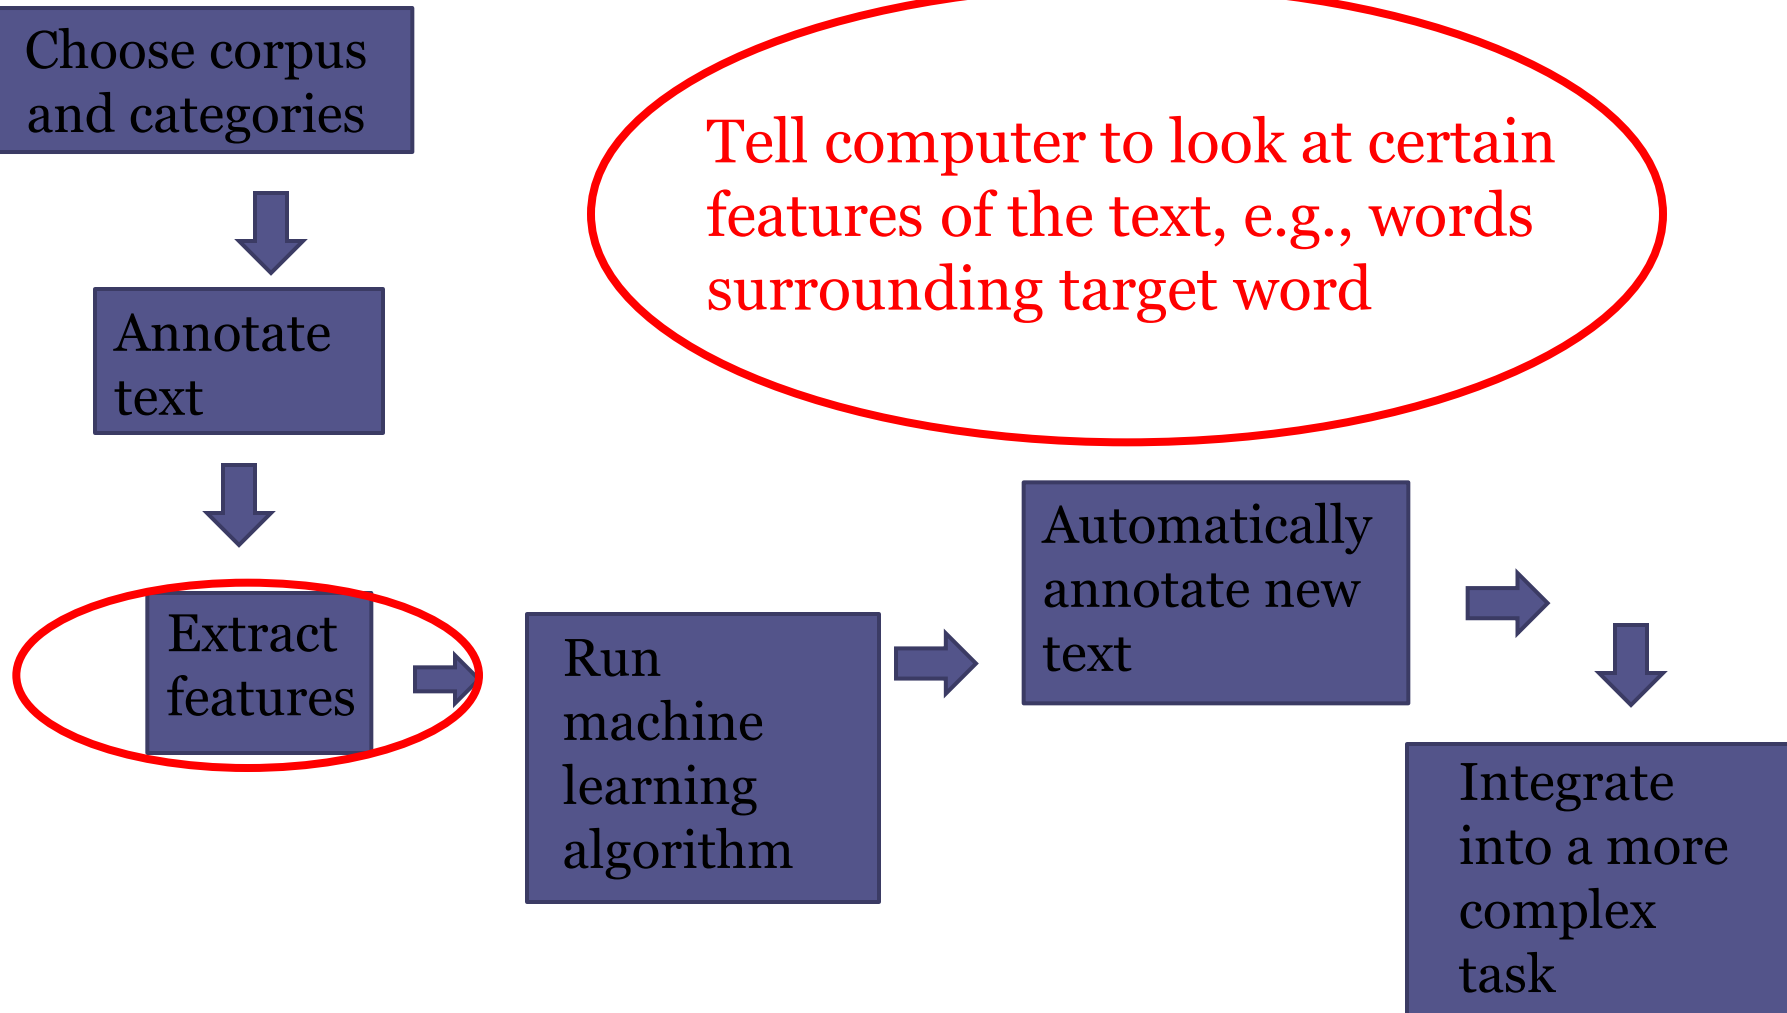 Choose corpus
and categories
Tell computer to look at certain
features of the text, e.g., words
surrounding target word
Annotate
text
Extract
features
Run
machine
learning
algorithm
Automatically
annotate new
text
Integrate
into a more
complex
task